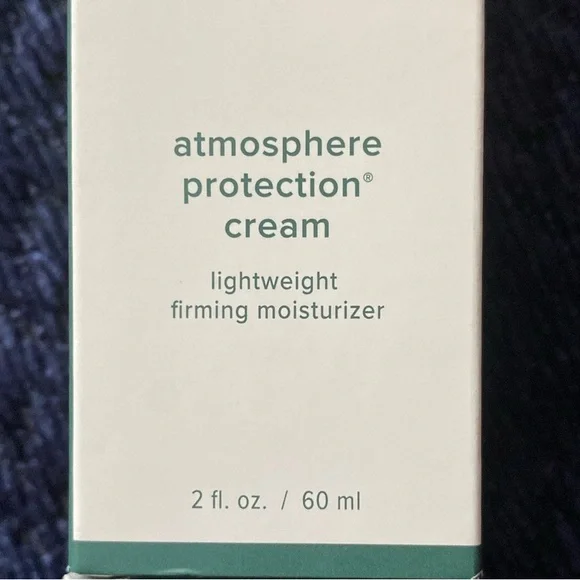 atmosphere
protection®
cream
lightweight
firming moisturizer
2 fl. oz. / 60 ml